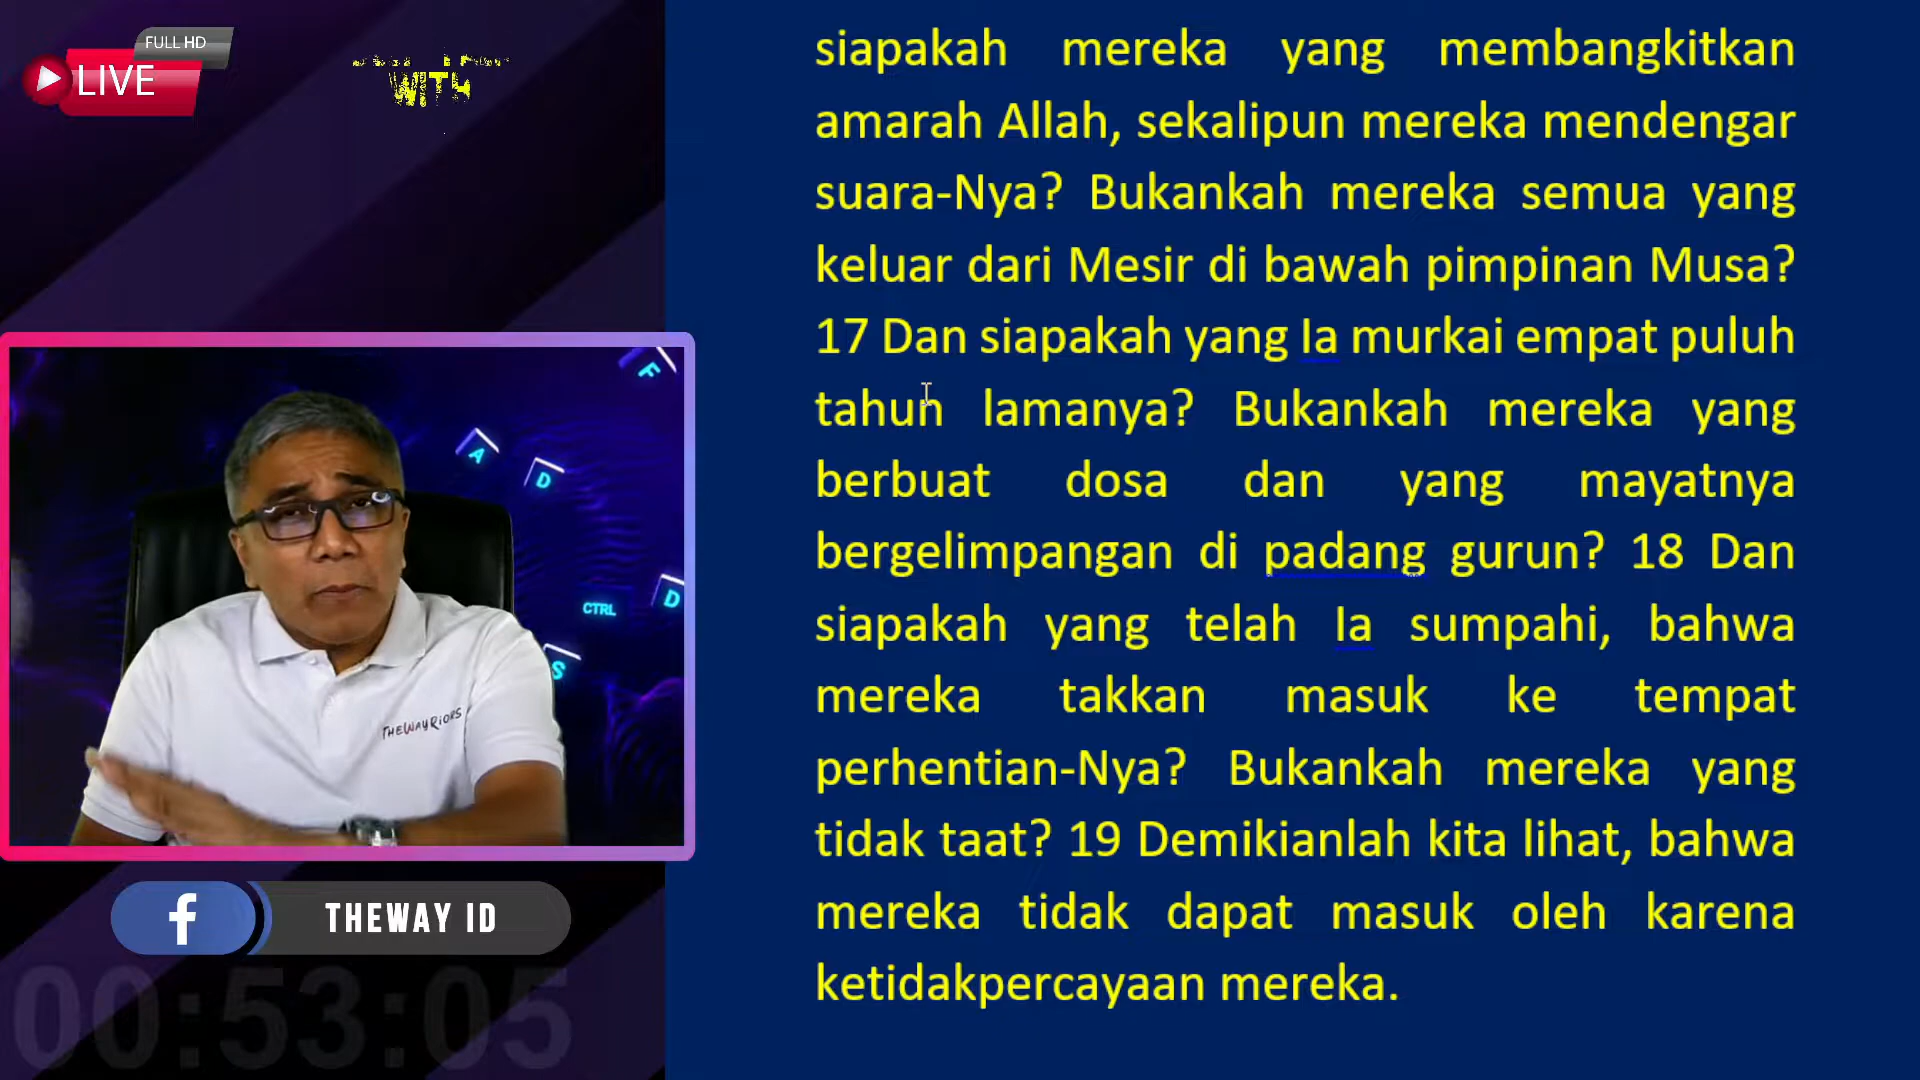 FULL HD
LIVE
WITH
siapakah mereka yang membangkitkan
amarah Allah, sekalipun mereka mendengar
suara-Nya? Bukankah mereka semua yang
keluar dari Mesir di bawah pimpinan Musa?
17 Dan siapakah yang Ia murkai empat puluh
tahun lamanya? Bukankah mereka yang
berbuat dosa dan yang mayatnya
bergelimpangan di padang gurun? 18 Dan
siapakah yang telah Ia sumpahi, bahwa
mereka takkan masuk ke tempat
perhentian-Nya? Bukankah mereka yang
tidak taat? 19 Demikianlah kita lihat, bahwa
mereka tidak dapat masuk oleh karena
ketidakpercayaan mereka.
F
A
D
CTRL
D
S
THEWAYRIORS
f
THEWAY ID
00:53:05